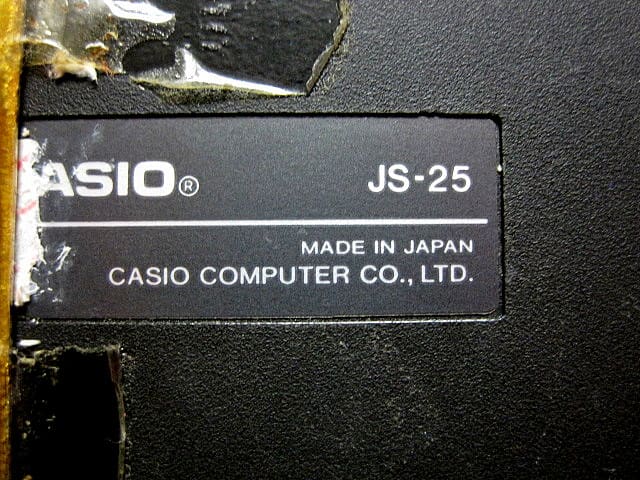 ASIO® JS-25
MADE IN JAPAN
CASIO COMPUTER CO., LTD.